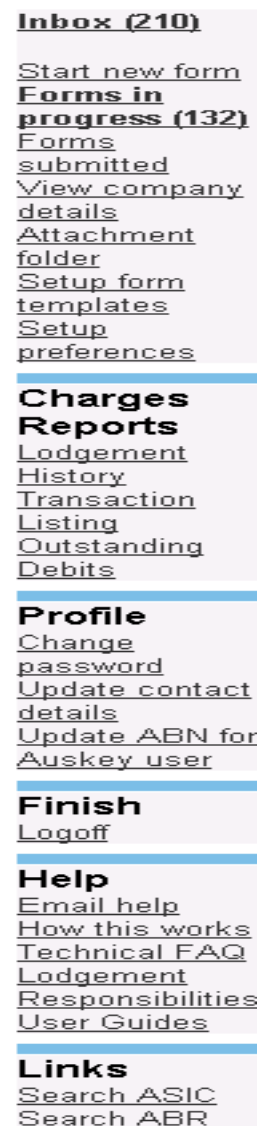 Inbox (210)
Start new form
Forms in
progress (132)
Forms
submitted
View company
details
Attachment
folder
Setup form
templates
Setup
preferences
Charges
Reports
Lodgement
History
Transaction
Listing
Outstanding
Debits
Profile
Change
password
Update contact
details
Update ABN for
Auskey user
Finish
Logoff
Help
Email help
How this works
Technical FAQ
Lodgement
Responsibilities
User Guides
Links
Search ASIC
Search ABR